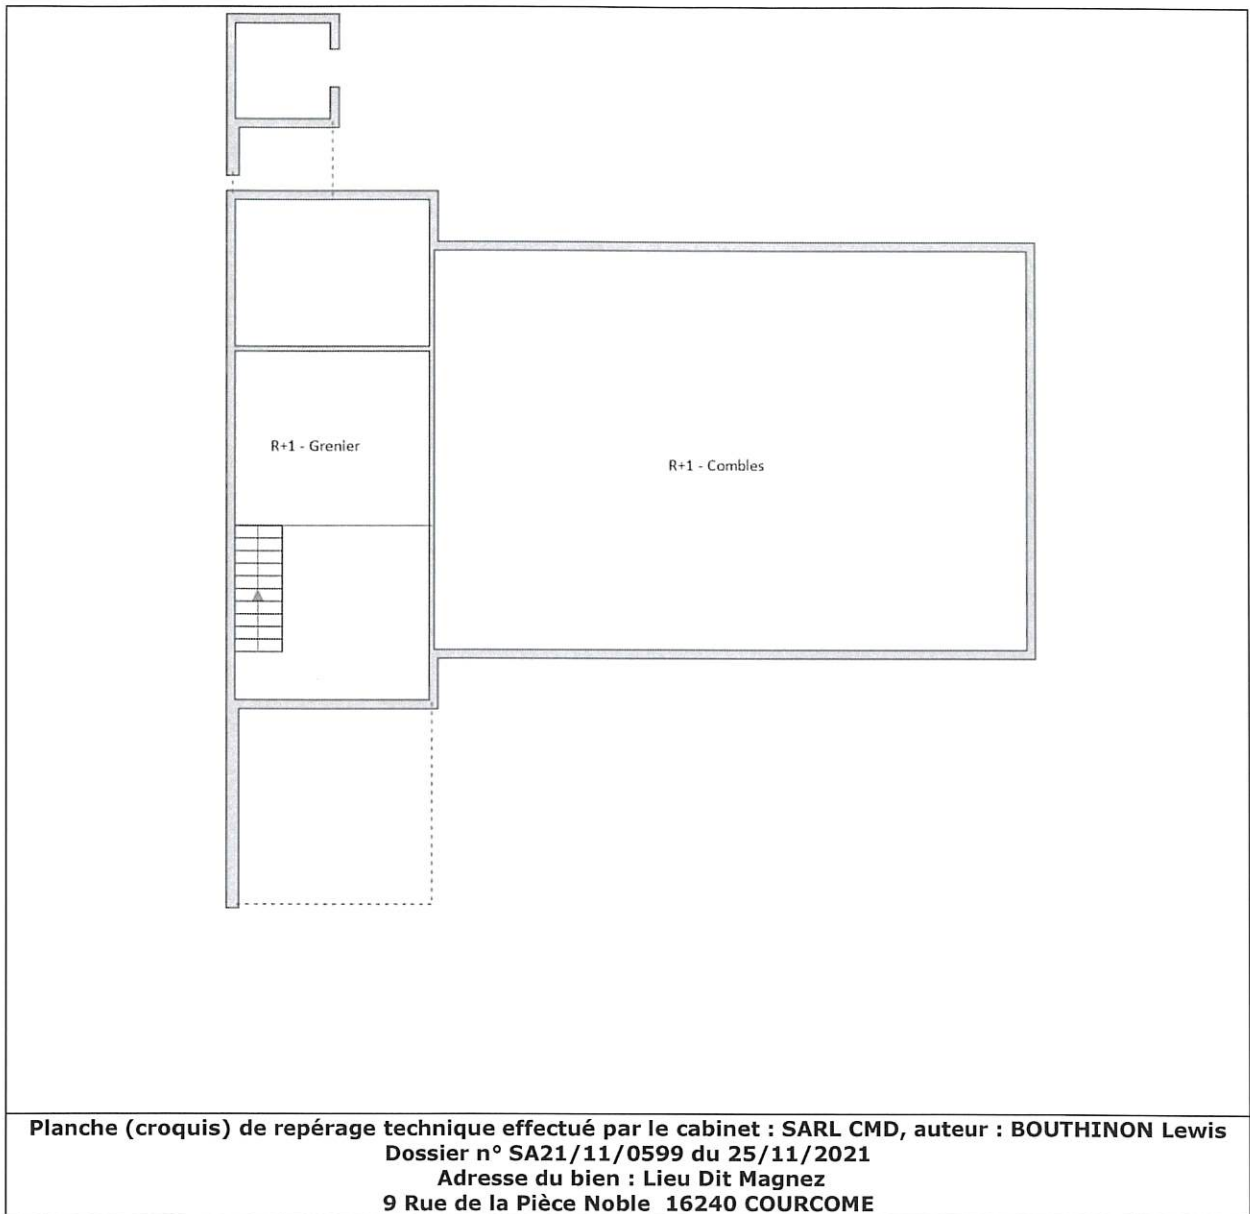 R+1 - Grenier
R+1 - Combles
Planche (croquis) de repérage technique effectué par le cabinet : SARL CMD, auteur : BOUTHINON Lewis
Dossier n° SA21/11/0599 du 25/11/2021
Adresse du bien : Lieu Dit Magnez
9 Rue de la Pièce Noble 16240 COURCOME